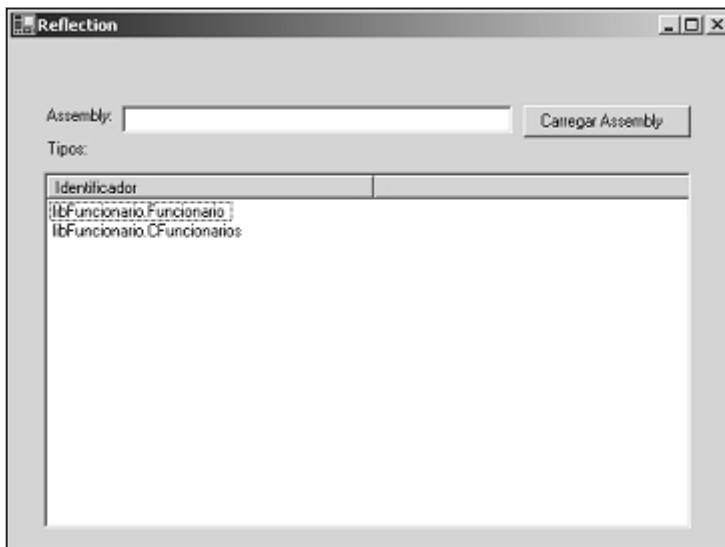 Reflection
Assembly:
Carregar Assembly
Tipos:
Identificador
libFuncionario.Funcionario
libFuncionario.CFuncionarios